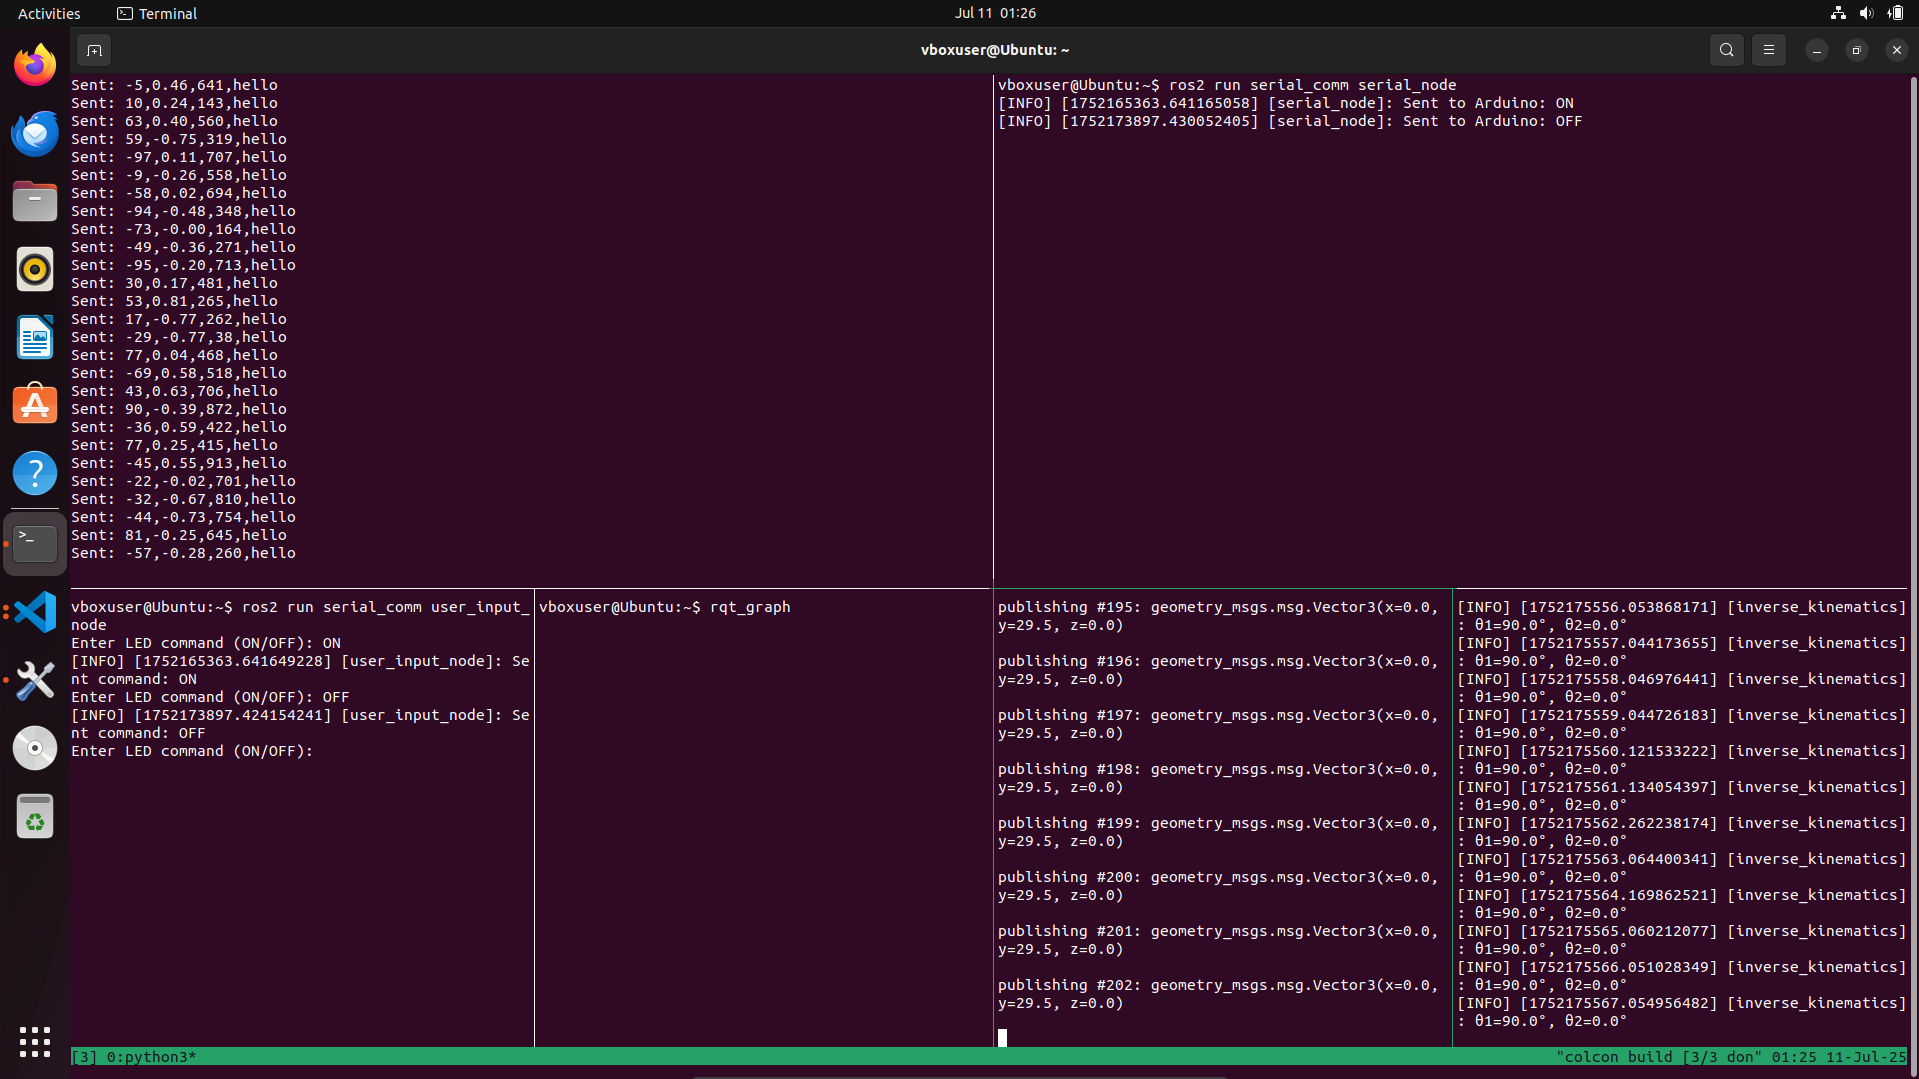 Activities
Terminal
Jul 11 01:26
vboxuser@Ubuntu: ~
Sent: -5,0.46,641,hello
Sent: 10,0.24,143,hello
Sent: 63,0.40,560,hello
Sent: 59,-0.75,319,hello
Sent: -97,0.11,707,hello
Sent: -9,-0.26,558,hello
Sent: -58,0.02,694,hello
Sent: -94,-0.48,348,hello
Sent: -73,-0.00,164,hello
Sent: -49,-0.36,271,hello
Sent: -95,-0.20,713,hello
Sent: 30,0.17,481,hello
Sent: 53,0.81,265,hello
Sent: 17,-0.77,262,hello
Sent: -29,-0.77,38,hello
Sent: 77,0.04,468,hello
Sent: -69,0.58,518,hello
Sent: 43,0.63,706,hello
Sent: 90,-0.39,872,hello
Sent: -36,0.59,422,hello
Sent: 77,0.25,415,hello
Sent: -45,0.55,913,hello
Sent: -22,-0.02,701,hello
Sent: -32,-0.67,810,hello
Sent: -44,-0.73,754,hello
Sent: 81,-0.25,645,hello
Sent: -57,-0.28,260,hello
vboxuser@Ubuntu:~$ ros2 run serial_comm serial_node
[INFO] [1752165363.641165058] [serial_node]: Sent to Arduino: ON
[INFO] [1752173897.430052405] [serial_node]: Sent to Arduino: OFF
vboxuser@Ubuntu:~$ ros2 run serial_comm user_input_
node
Enter LED command (ON/OFF): ON
[INFO] [1752165363.641649228] [user_input_node]: Se
nt command: ON
Enter LED command (ON/OFF): OFF
[INFO] [1752173897.424154241] [user_input_node]: Se
nt command: OFF
Enter LED command (ON/OFF):
vboxuser@Ubuntu:~$ rqt_graph
publishing #195: geometry_msgs.msg.Vector3(x=0.0,
y=29.5, z=0.0)
publishing #196: geometry_msgs.msg.Vector3(x=0.0,
y=29.5, z=0.0)
publishing #197: geometry_msgs.msg.Vector3(x=0.0,
y=29.5, z=0.0)
publishing #198: geometry_msgs.msg.Vector3(x=0.0,
y=29.5, z=0.0)
publishing #199: geometry_msgs.msg.Vector3(x=0.0,
y=29.5, z=0.0)
publishing #200: geometry_msgs.msg.Vector3(x=0.0,
y=29.5, z=0.0)
publishing #201: geometry_msgs.msg.Vector3(x=0.0,
y=29.5, z=0.0)
publishing #202: geometry_msgs.msg.Vector3(x=0.0,
y=29.5, z=0.0)
[INFO] [1752175556.053868171] [inverse_kinematics]
: θ1=90.0°, θ2=0.0°
[INFO] [1752175557.044173655] [inverse_kinematics]
: θ1=90.0°, θ2=0.0°
[INFO] [1752175558.046976441] [inverse_kinematics]
: θ1=90.0°, θ2=0.0°
[INFO] [1752175559.044726183] [inverse_kinematics]
: θ1=90.0°, θ2=0.0°
[INFO] [1752175560.121533222] [inverse_kinematics]
: θ1=90.0°, θ2=0.0°
[INFO] [1752175561.134054397] [inverse_kinematics]
: θ1=90.0°, θ2=0.0°
[INFO] [1752175562.262238174] [inverse_kinematics]
: θ1=90.0°, θ2=0.0°
[INFO] [1752175563.064400341] [inverse_kinematics]
: θ1=90.0°, θ2=0.0°
[INFO] [1752175564.169862521] [inverse_kinematics]
: θ1=90.0°, θ2=0.0°
[INFO] [1752175565.060212077] [inverse_kinematics]
: θ1=90.0°, θ2=0.0°
[INFO] [1752175566.051028349] [inverse_kinematics]
: θ1=90.0°, θ2=0.0°
[INFO] [1752175567.054956482] [inverse_kinematics]
: θ1=90.0°, θ2=0.0°
[3] 0:python3*
"colcon build [3/3 don" 01:25 11-Jul-25